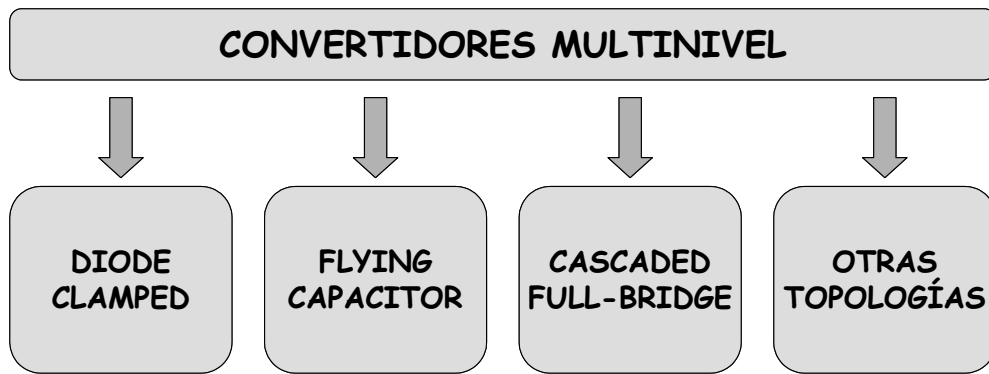 CONVERTIDORES MULTINIVEL
DIODE
CLAMPED
FLYING
CAPACITOR
CASCADED
FULL-BRIDGE
OTRAS
TOPOLOGÍAS